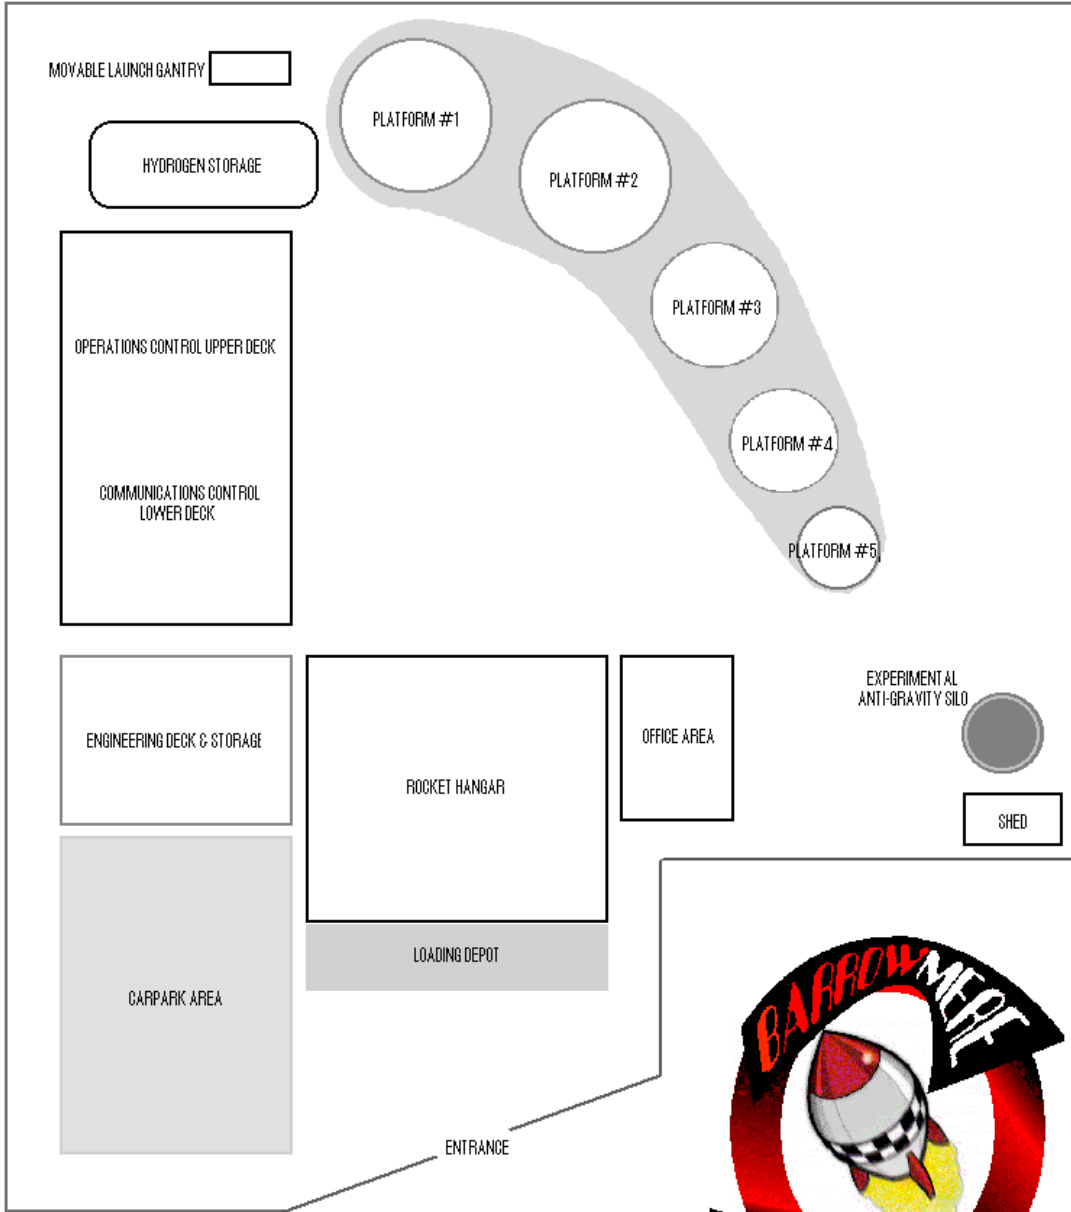 MOVABLE LAUNCH GANTRY
PLATFORM #1
HYDROGEN STORAGE
PLATFORM #2
PLATFORM #3
OPERATIONS CONTROL UPPER DECK
PLATFORM #4
COMMUNICATIONS CONTROL
LOWER DECK
PLATFORM #5
EXPERIMENTAL
ANTI-GRAVITY SILO
ENGINEERING DECK & STORAGE
OFFICE AREA
ROCKET HANGAR
SHED
LOADING DEPOT
CARPARK AREA
BARROWMERE
ENTRANCE